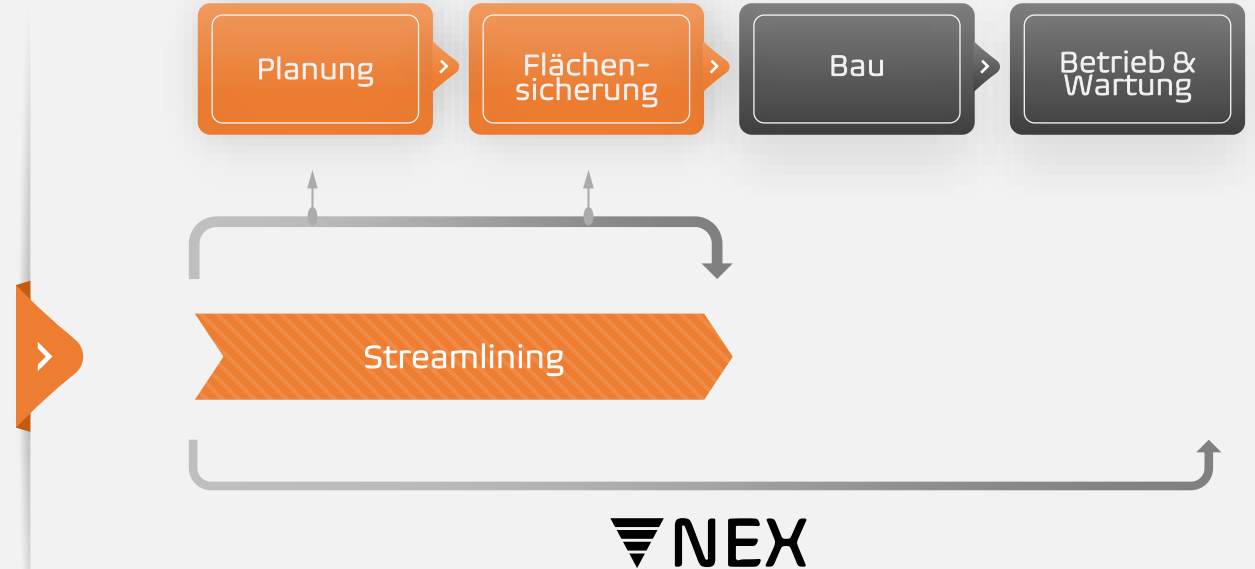 Planung
Flächen-
sicherung
Bau
Betrieb &
Wartung
Streamlining
NEX